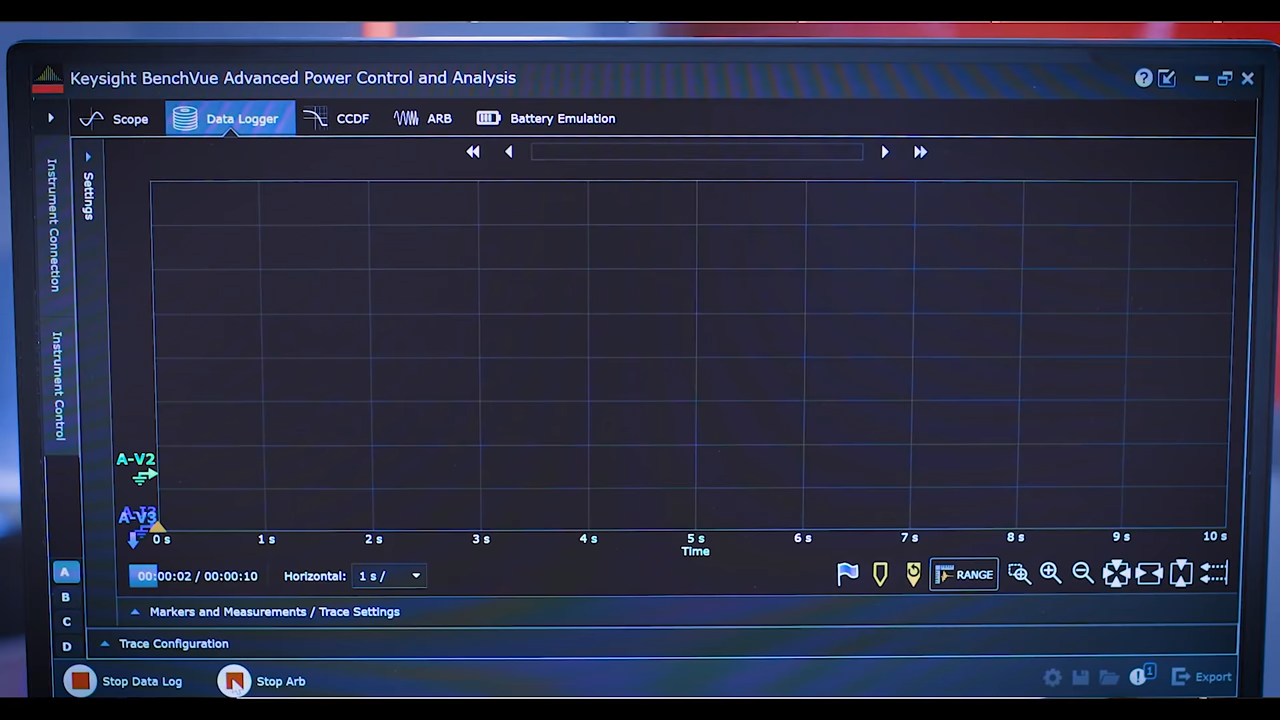 Keysight BenchVue Advanced Power Control and Analysis
?
Scope
Data Logger
CCDF
ARB
Battery Emulation
Instrument Connection
Settings
Instrument Control
A-V2
A-V3
0 s
1 s
2 s
3 s
4 s
5 s
6 s
7 s
8 s
9 s
10 s
Time
A
B
C
D
00:00:02 / 00:00:10
Horizontal: 1 s /
RANGE
Markers and Measurements / Trace Settings
Trace Configuration
Stop Data Log
Stop Arb
1
Export